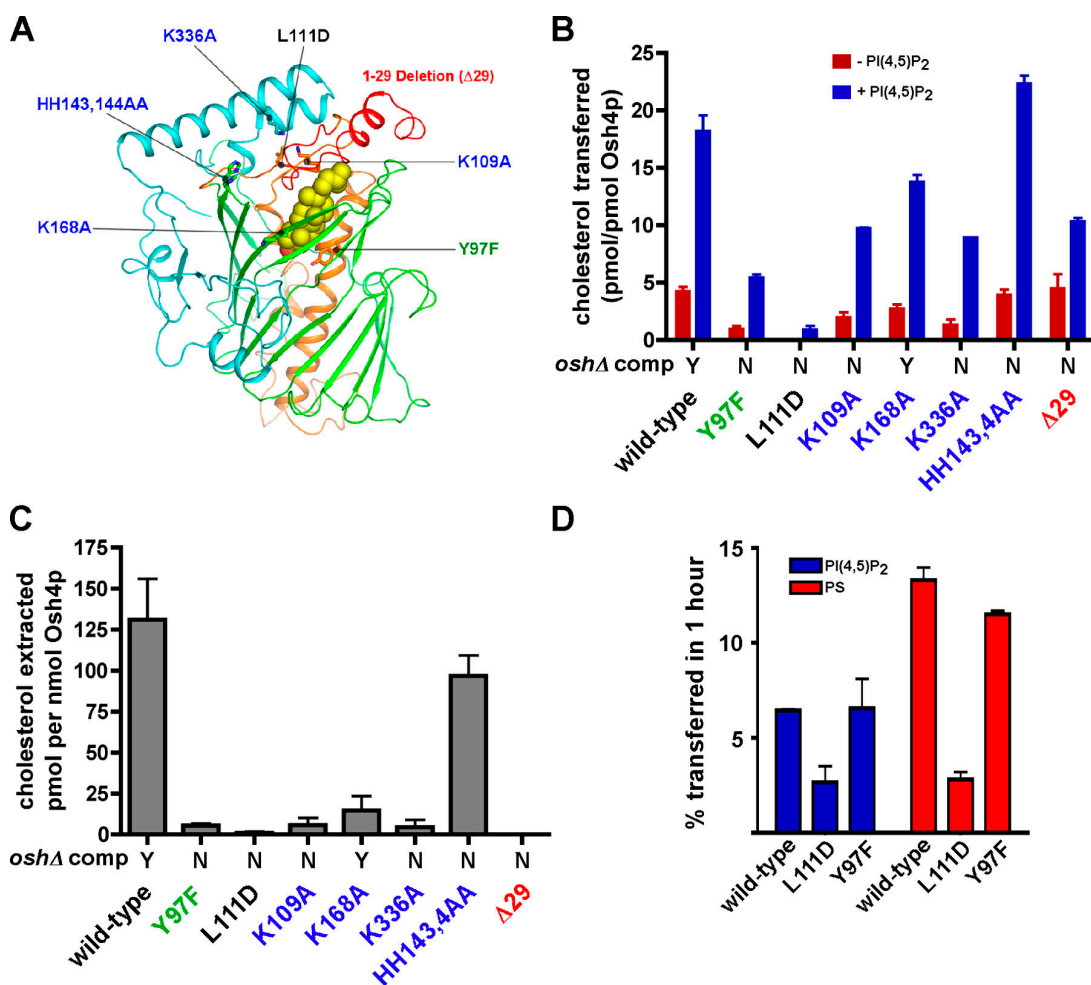 A
K336A
L111D
1-29 Deletion (Δ29)
HH143,144AA
K109A
K168A
Y97F
B
- PI(4,5)P2
+ PI(4,5)P2
cholesterol transferred
(pmol/pmol Osh4p)
25
20
15
10
5
0
oshΔ comp Y N N N Y N N N
wild-type Y97F L111D K109A K168A K336A HH143,4AA Δ29
C
cholesterol extracted
pmol per nmol Osh4p
175
150
125
100
75
50
25
0
oshΔ comp Y N N N Y N N N
wild-type Y97F L111D K109A K168A K336A HH143,4AA Δ29
D
PI(4,5)P2
PS
% transferred in 1 hour
15
10
5
wild-type L111D Y97F wild-type L111D Y97F